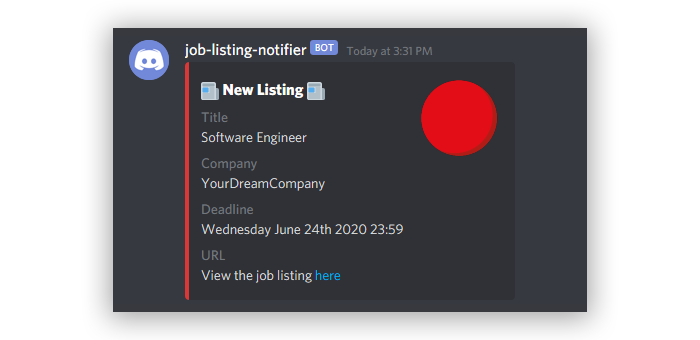 job-listing-notifier BOT Today at 3:31 PM
New Listing
Title
Software Engineer
Company
YourDreamCompany
Deadline
Wednesday June 24th 2020 23:59
URL
View the job listing here